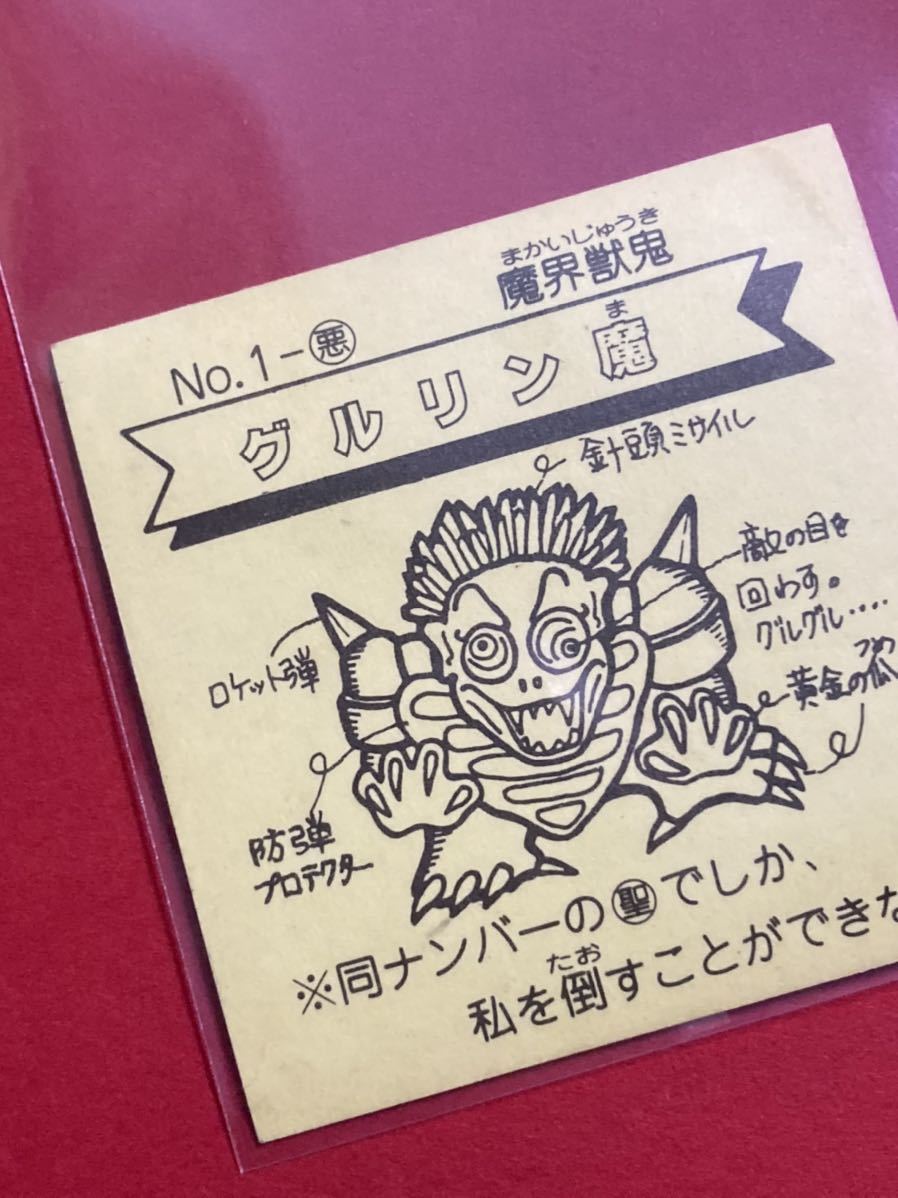 まかいじゅうき
魔界獣鬼
No.1-㊝悪
ま
グルリン魔
針頭ミサイル
敵の目を
回わす。
グルグル‥‥
ロケット弾
つめ
黄金の爪
防弾
プロテクター
※同ナンバーの聖でしか、
たお
私を倒すことができな